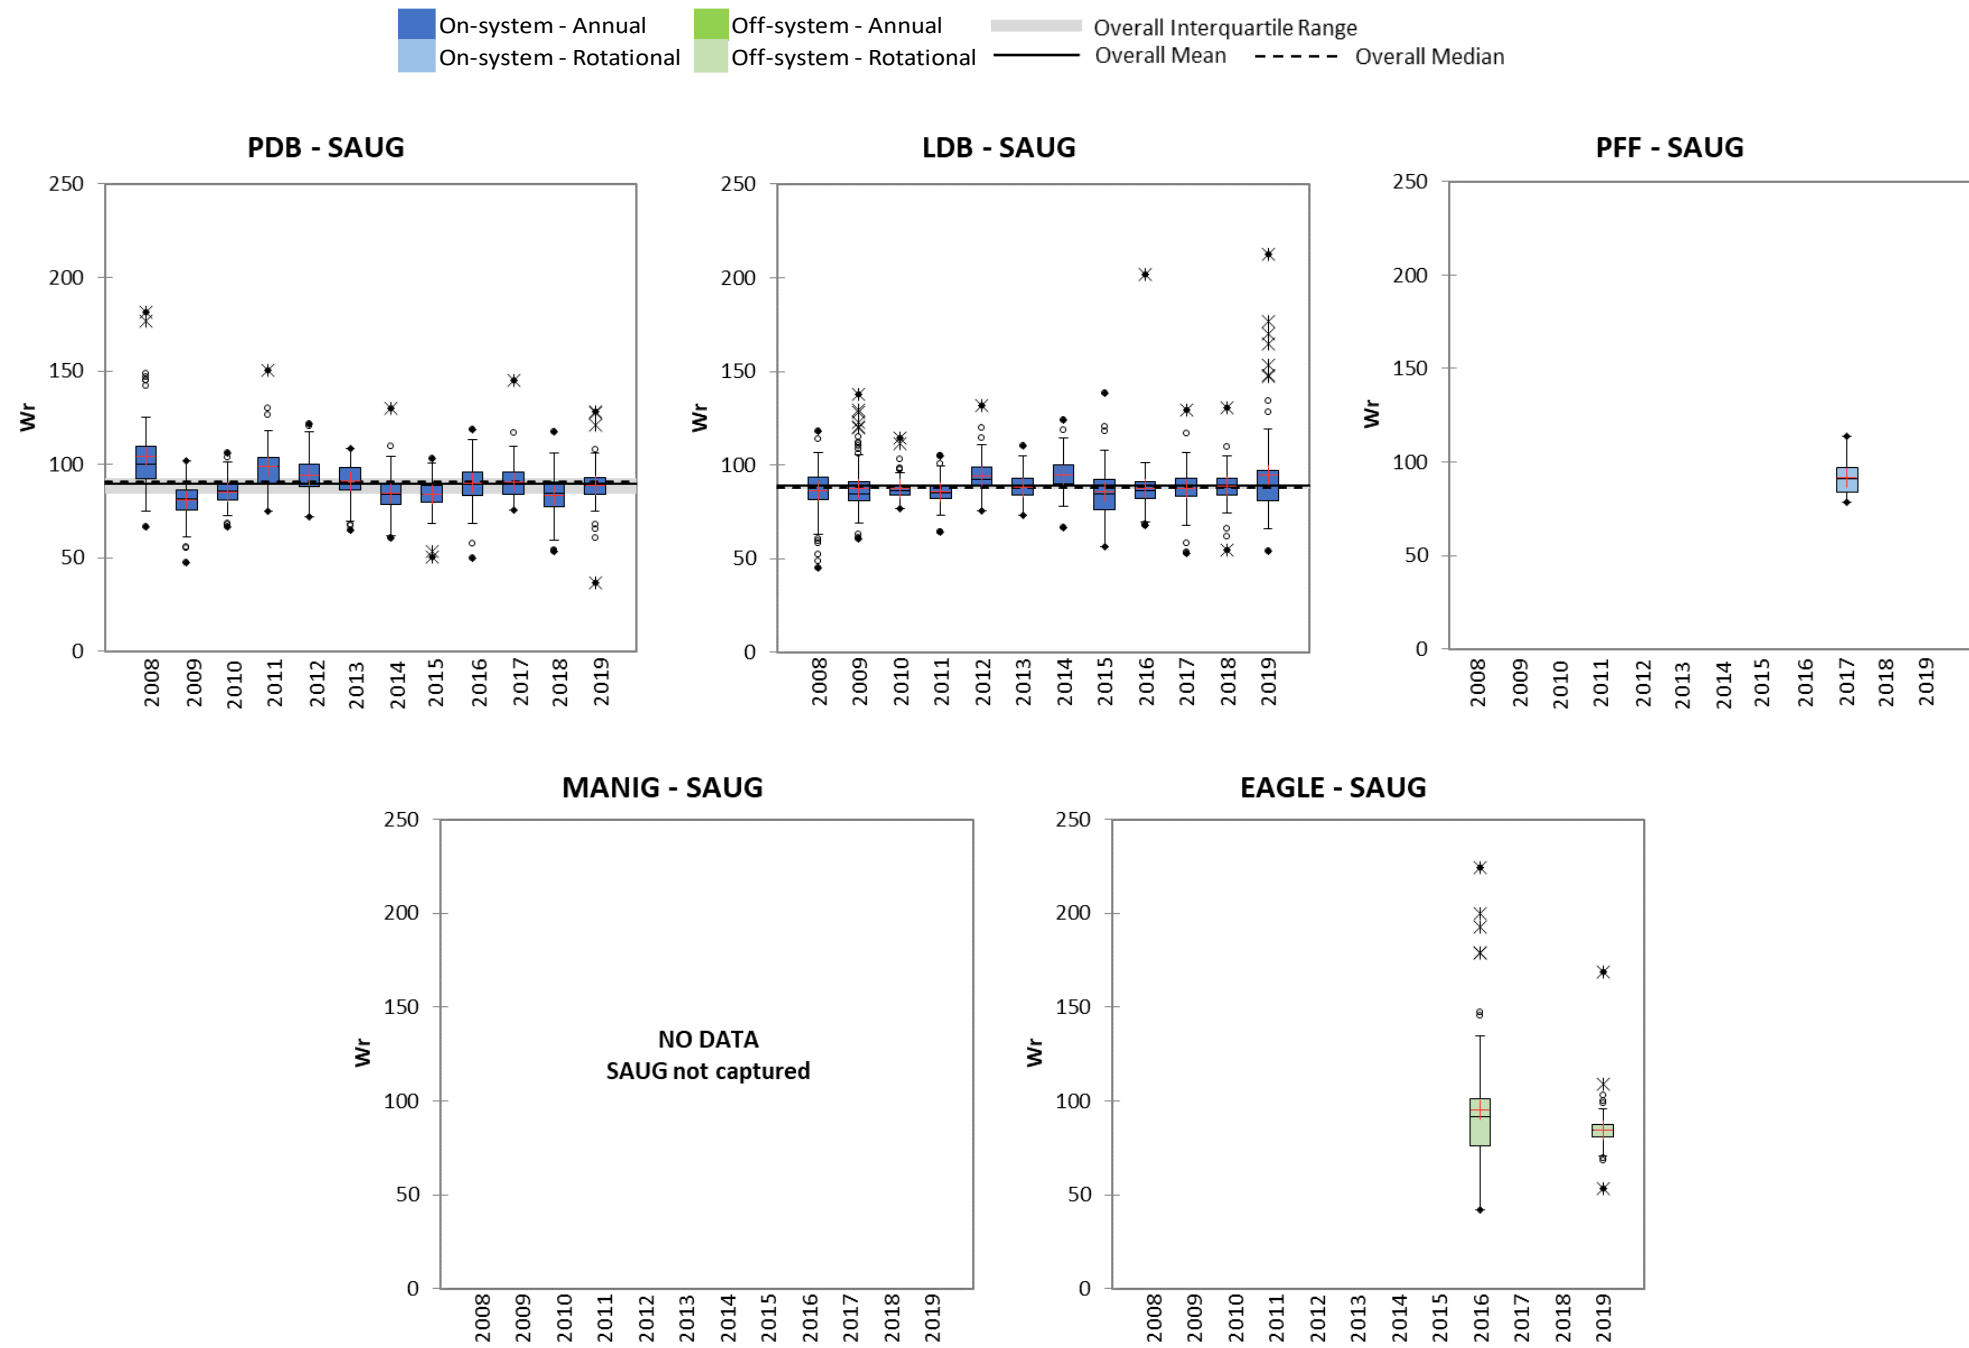 On-system - Annual Off-system - Annual Overall Interquartile Range
On-system - Rotational Off-system - Rotational Overall Mean Overall Median
PDB - SAUG
250
200
150
100
50
0
Wr
2008 2009 2010 2011 2012 2013 2014 2015 2016 2017 2018 2019
LDB - SAUG
250
200
150
100
50
0
Wr
2008 2009 2010 2011 2012 2013 2014 2015 2016 2017 2018 2019
PFF - SAUG
250
200
150
100
50
0
Wr
2008 2009 2010 2011 2012 2013 2014 2015 2016 2017 2018 2019
MANIG - SAUG
250
200
150
100
50
0
Wr
NO DATA
SAUG not captured
2008 2009 2010 2011 2012 2013 2014 2015 2016 2017 2018 2019
EAGLE - SAUG
250
200
150
100
50
0
Wr
2008 2009 2010 2011 2012 2013 2014 2015 2016 2017 2018 2019